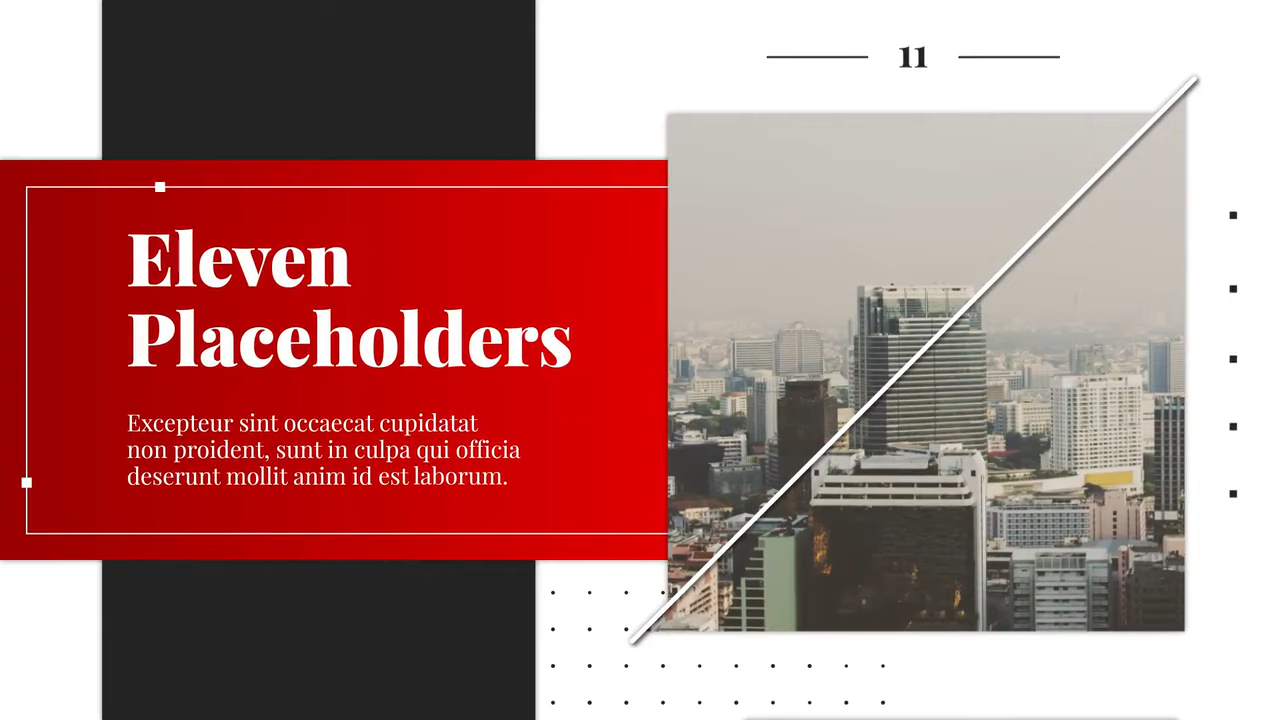 11
Eleven
Placeholders
Excepteur sint occaecat cupidatat
non proident, sunt in culpa qui officia
deserunt mollit anim id est laborum.